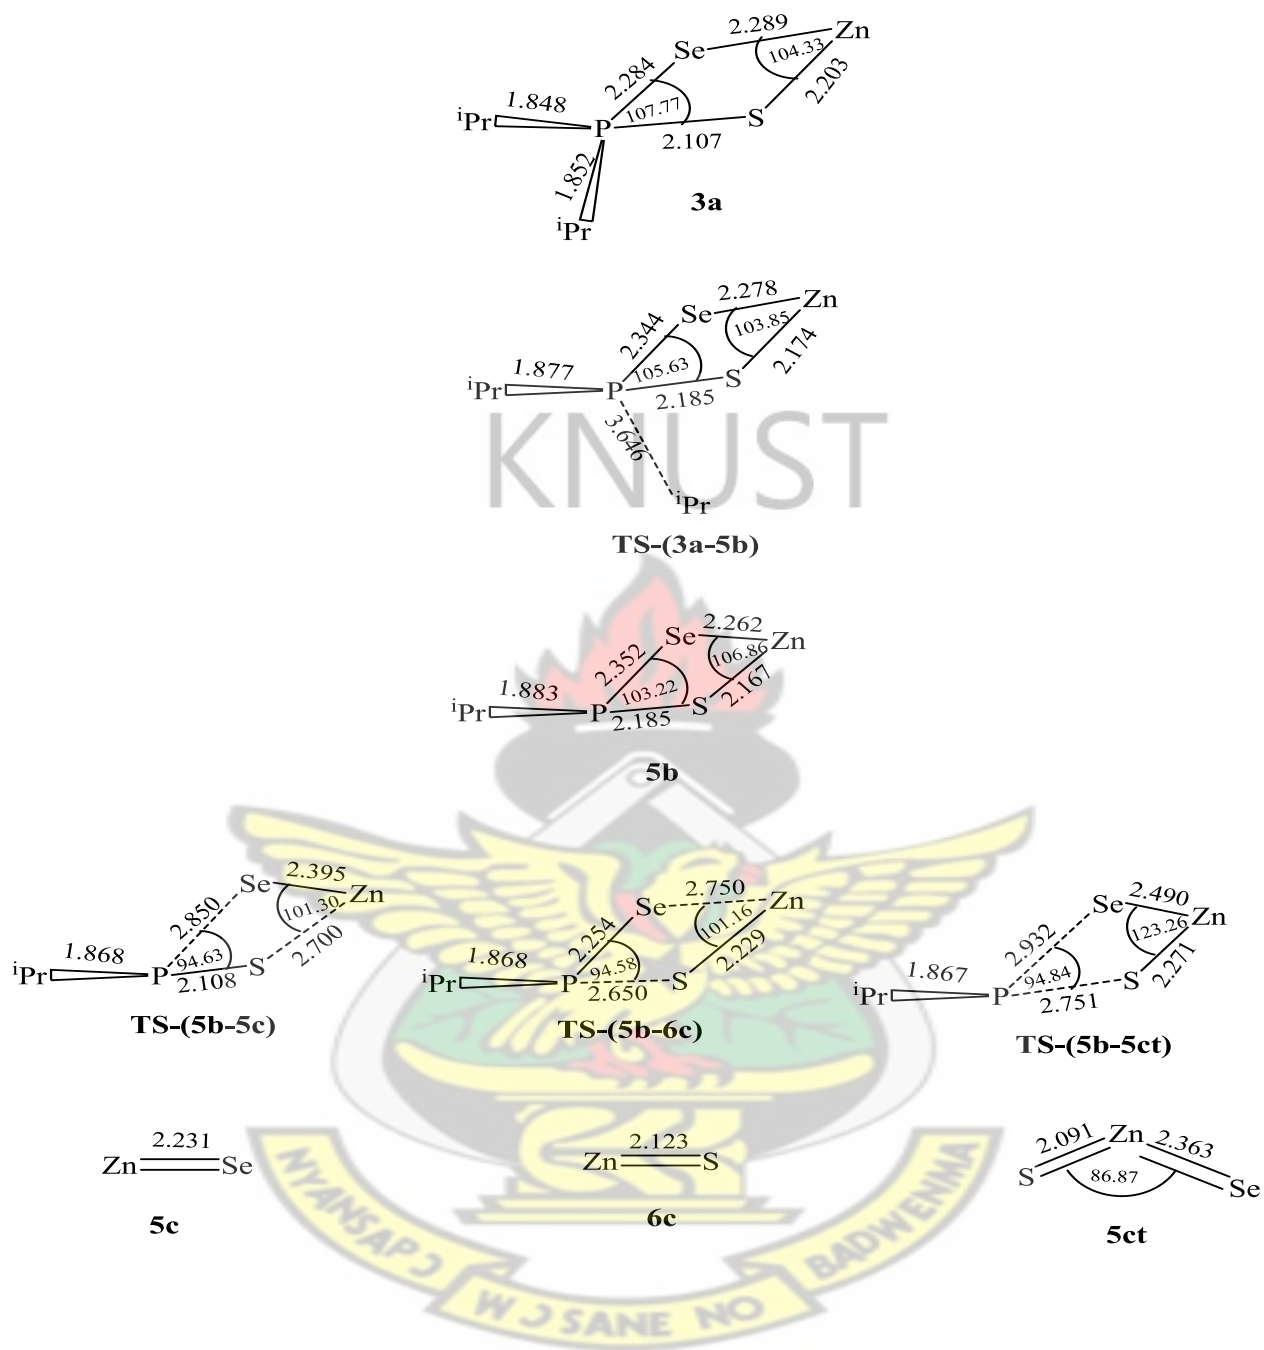 2.289
Zn
Se
104.33
2.284
2.203
1.848
107.77
iPr
P
S
2.107
1.852
3a
iPr
2.278
Zn
Se
103.85
2.344
2.174
1.877
105.63
S
iPr
P
2.185
3.646
KNUST
iPr
TS-(3a-5b)
2.262
Se
Zn
106.86
2.352
2.167
1.883
103.22
iPr
P
S
2.185
5b
2.395
Se
Zn
101.30
2.850
2.700
1.868
94.63
iPr
P
S
2.108
TS-(5b-5c)
2.750
Se
Zn
101.16
2.254
2.229
1.868
94.58
iPr
P
S
2.650
TS-(5b-6c)
2.490
Se
Zn
123.26
2.932
2.271
1.867
94.84
iPr
P
S
2.751
TS-(5b-5ct)
2.231
Zn
Se
5c
2.123
Zn
S
6c
2.091
Zn
2.363
S
86.87
Se
5ct
NYANSAPƆ
WƆSANE NO
BADWENMA